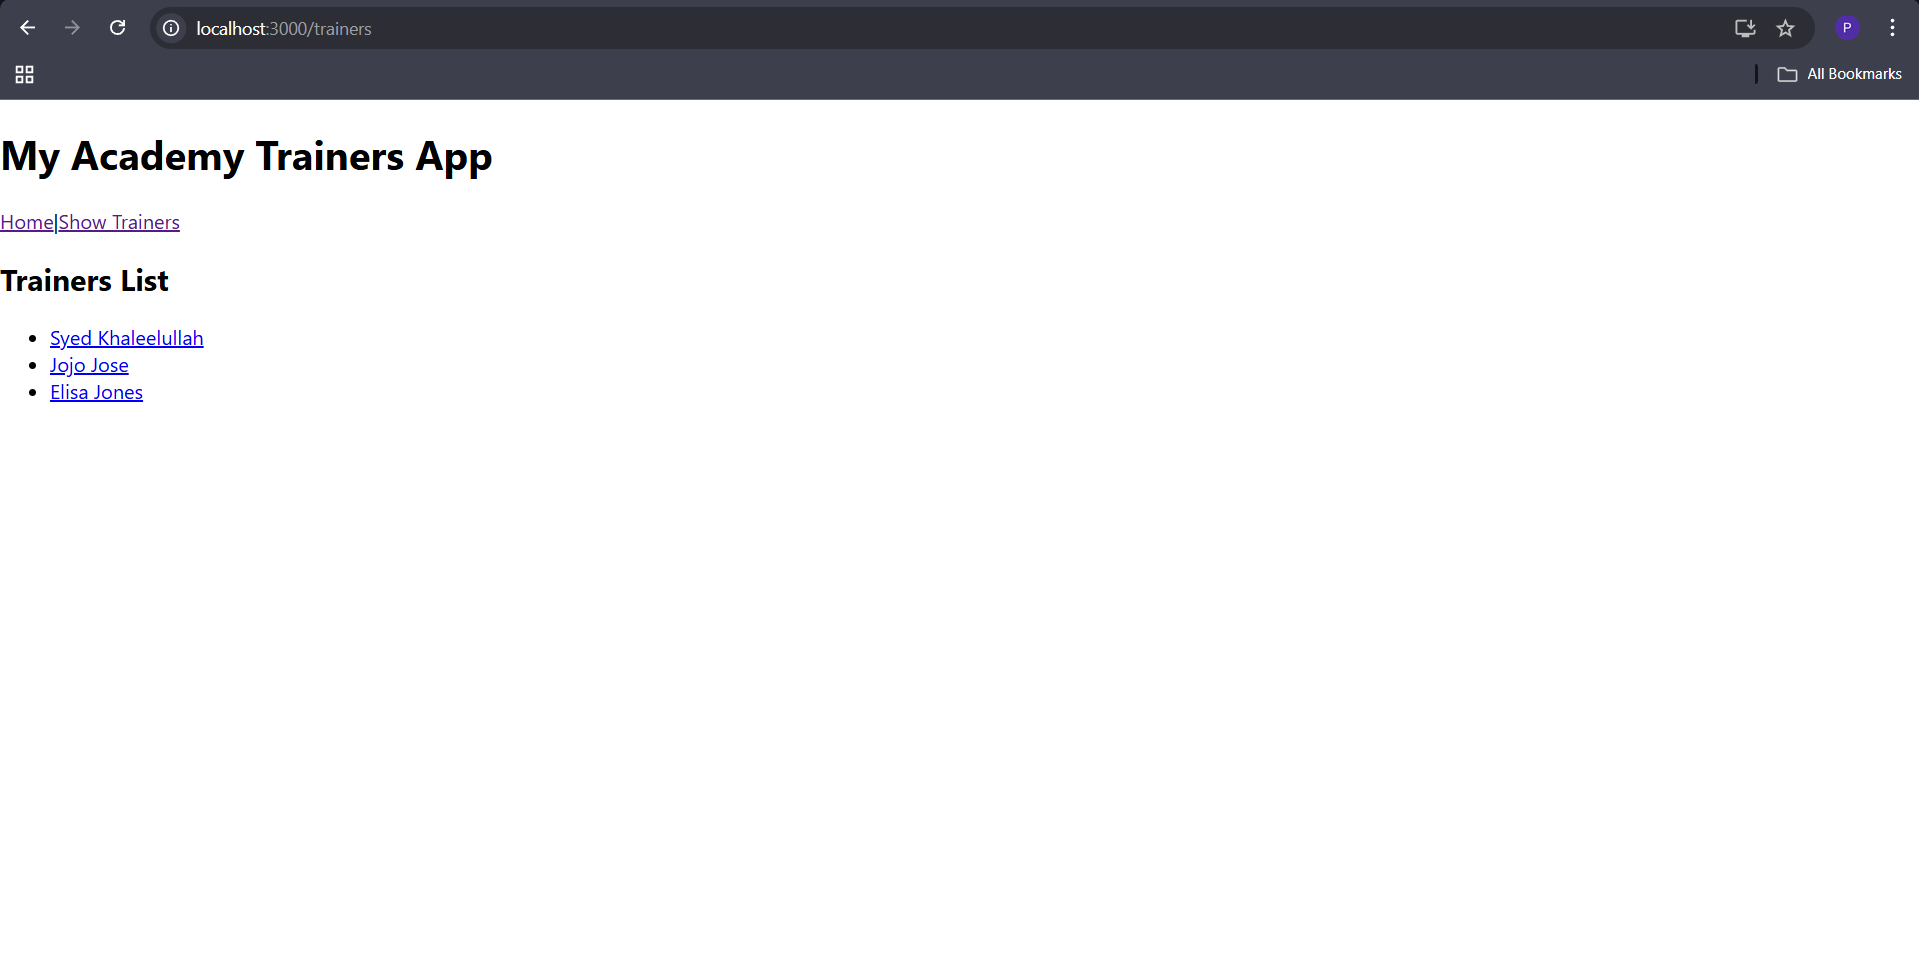 localhost:3000/trainers
P
All Bookmarks
My Academy Trainers App
Home|Show Trainers
Trainers List
Syed Khaleelullah
Jojo Jose
Elisa Jones